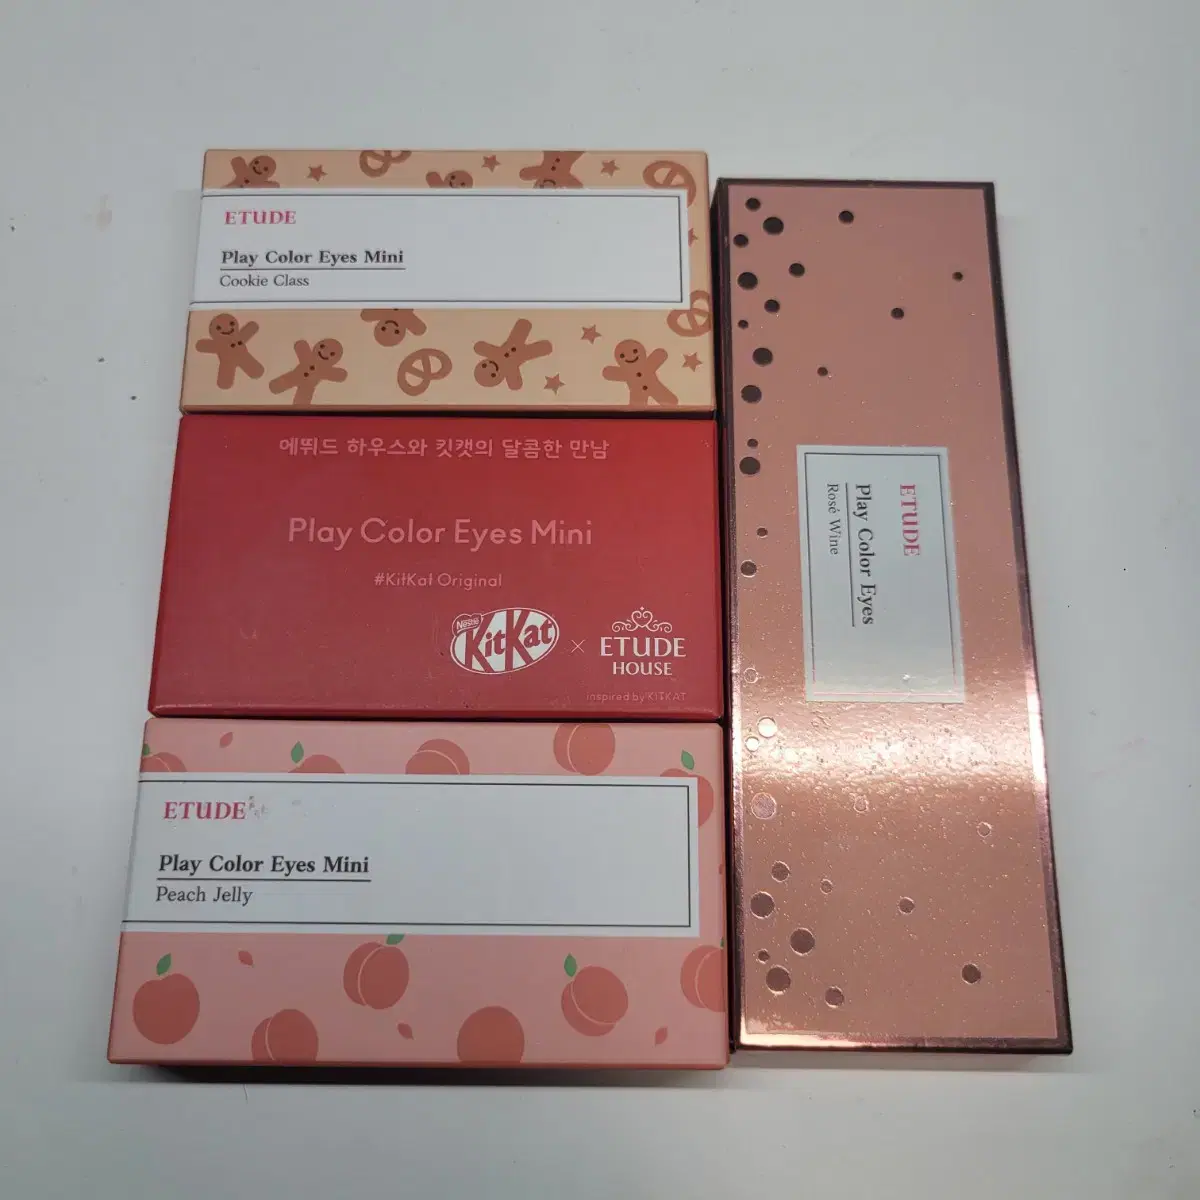 ETUDE
Play Color Eyes Mini
Cookie Class
에뛰드 하우스와 킷캣의 달콤한 만남
Play Color Eyes Mini
#KitKat Original
Nestlé
KitKat
×
ETUDE
HOUSE
inspired by KITKAT
ETUDE
Play Color Eyes Mini
Peach Jelly
ETUDE
Play Color Eyes
Rosé Wine